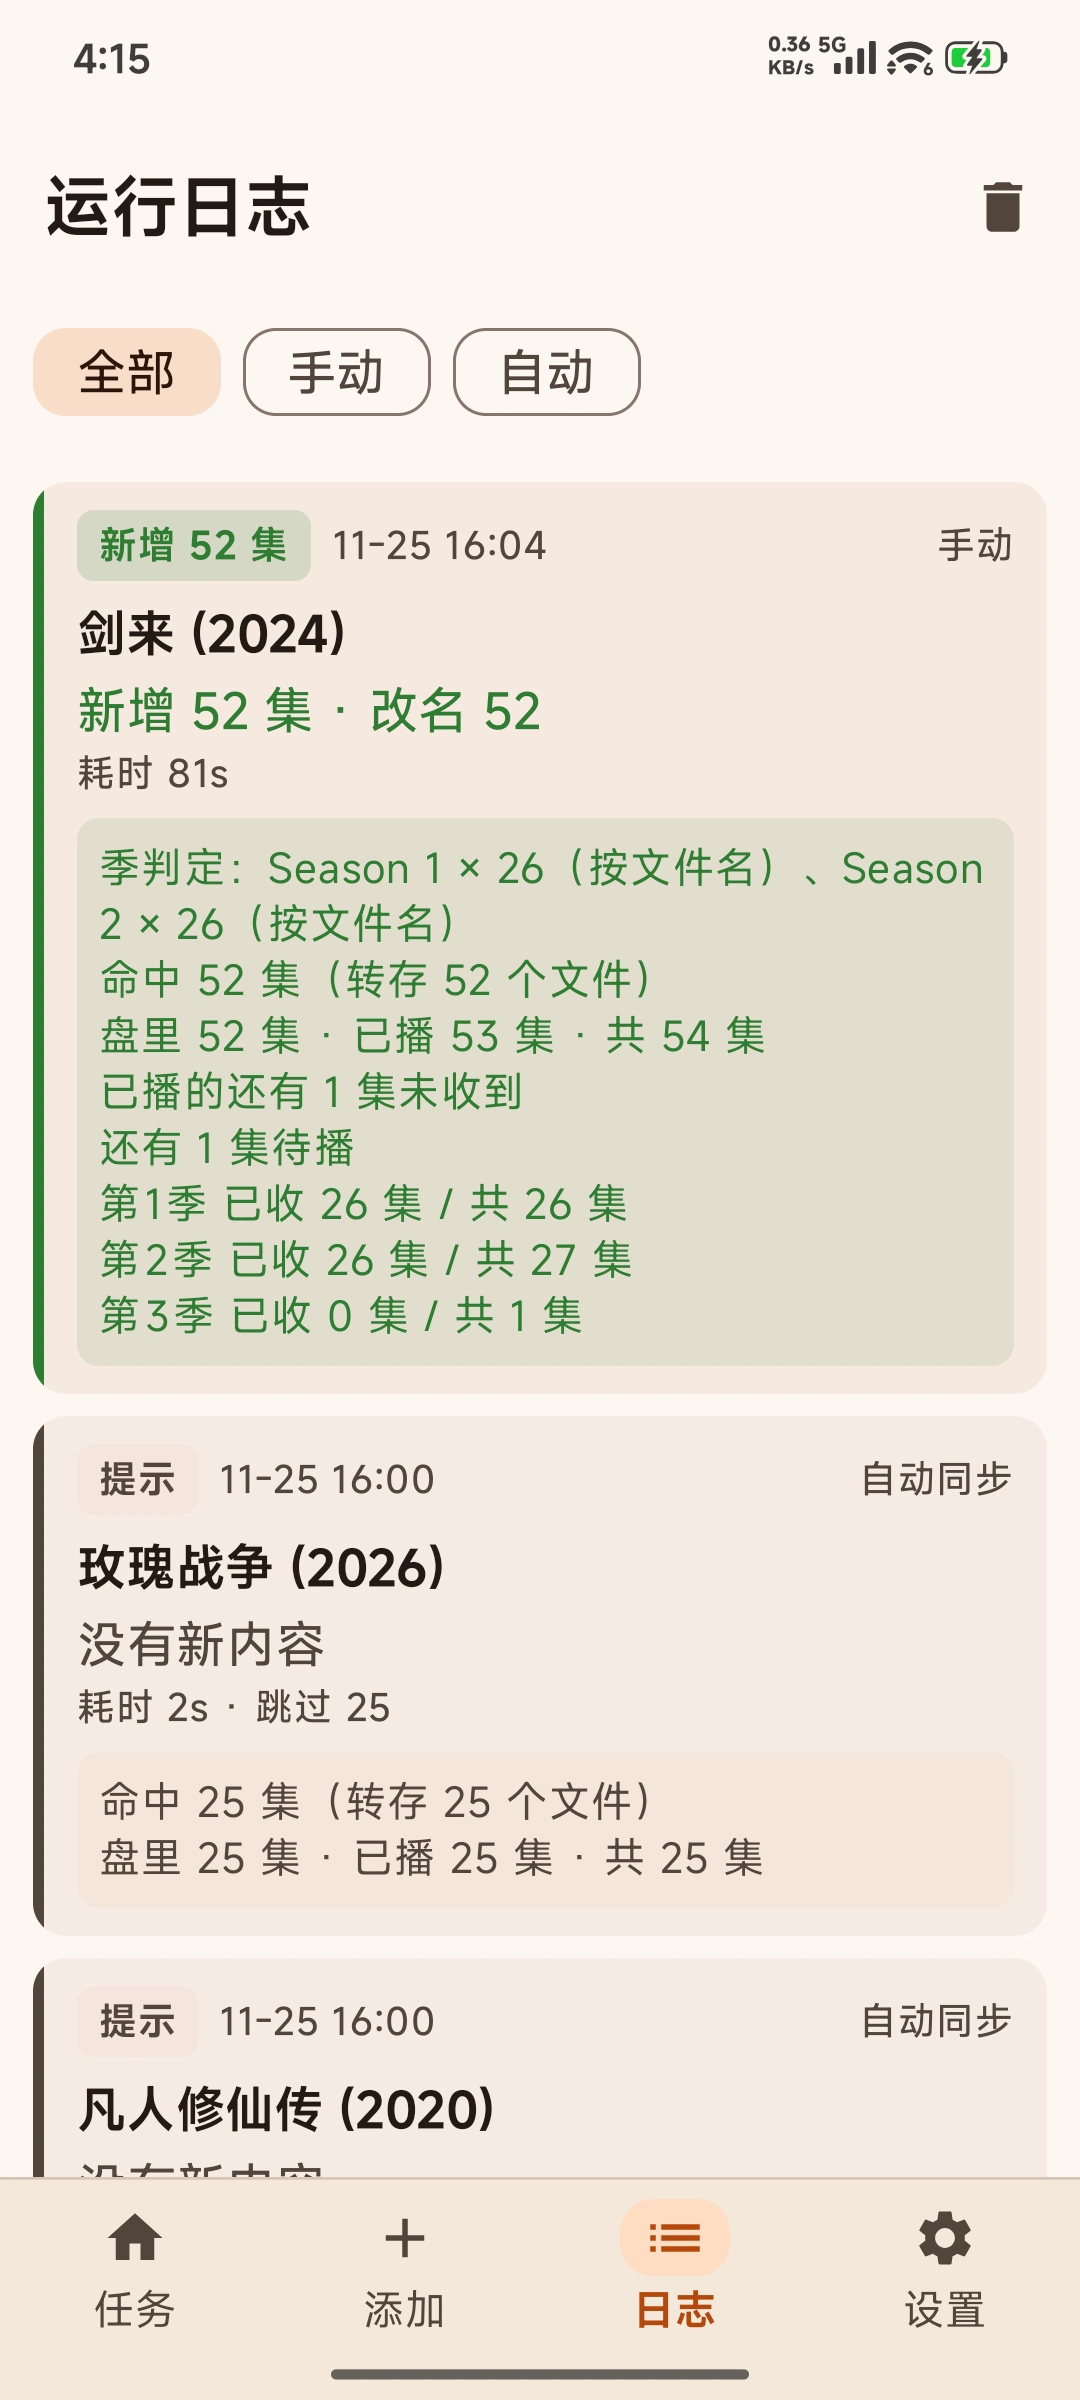 4:15
0.36 KB/s 5G 6
运行日志
全部 手动 自动
新增 52 集 11-25 16:04 手动
剑来 (2024)
新增 52 集 · 改名 52
耗时 81s
季判定：Season 1 × 26（按文件名）、Season
2 × 26（按文件名）
命中 52 集（转存 52 个文件）
盘里 52 集 · 已播 53 集 · 共 54 集
已播的还有 1 集未收到
还有 1 集待播
第1季 已收 26 集 / 共 26 集
第2季 已收 26 集 / 共 27 集
第3季 已收 0 集 / 共 1 集
提示 11-25 16:00 自动同步
玫瑰战争 (2026)
没有新内容
耗时 2s · 跳过 25
命中 25 集（转存 25 个文件）
盘里 25 集 · 已播 25 集 · 共 25 集
提示 11-25 16:00 自动同步
凡人修仙传 (2020)
没有新内容
任务 添加 日志 设置